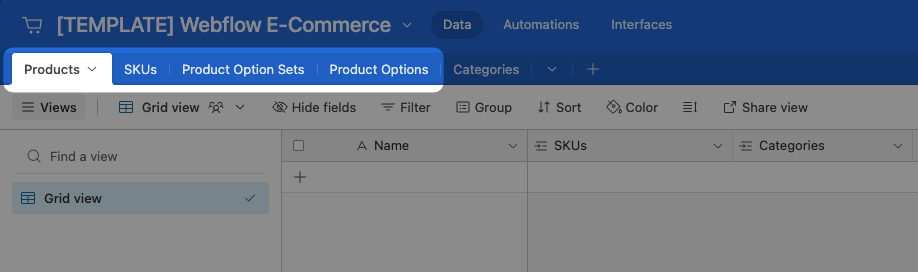 [TEMPLATE] Webflow E-Commerce Data Automations Interfaces
Products SKUs Product Option Sets Product Options Categories
Views Grid view Hide fields Filter Group Sort Color Share view
Find a view
Name SKUs Categories
Grid view